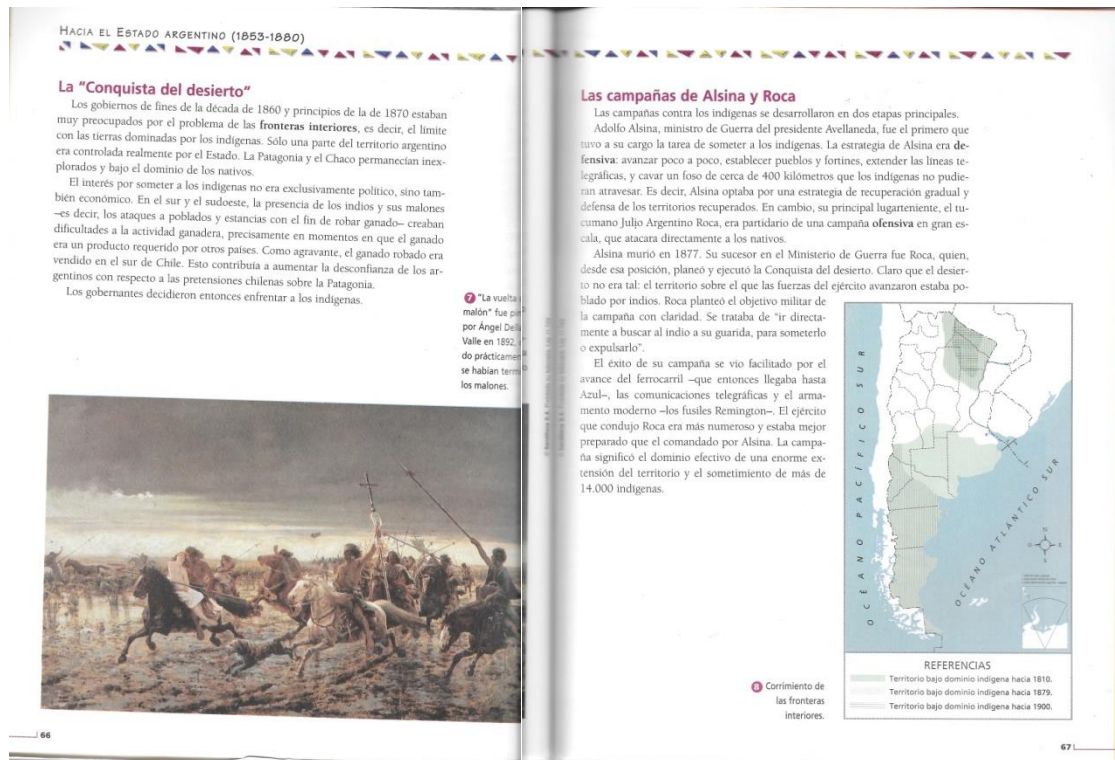 HACIA EL ESTADO ARGENTINO (1853-1880)
La "Conquista del desierto"
Los gobiernos de fines de la década de 1860 y principios de la de 1870 estaban
muy preocupados por el problema de las fronteras interiores, es decir, el límite
con las tierras dominadas por los indígenas. Sólo una parte del territorio argentino
era controlada realmente por el Estado. La Patagonia y el Chaco permanecían inex-
plorados y bajo el dominio de los nativos.
El interés por someter a los indígenas no era exclusivamente político, sino tam-
bién económico. En el sur y el sudoeste, la presencia de los indios y sus malones
–es decir, los ataques a poblados y estancias con el fin de robar ganado– creaban
dificultades a la actividad ganadera, precisamente en momentos en que el ganado
era un producto requerido por otros países. Como agravante, el ganado robado era
vendido en el sur de Chile. Esto contribuía a aumentar la desconfianza de los ar-
gentinos con respecto a las pretensiones chilenas sobre la Patagonia.
Los gobernantes decidieron entonces enfrentar a los indígenas.
7 "La vuelta
malón" fue
por Ángel Della
Valle en 1892,
do
se habían
los malones.
66
Las campañas de Alsina y Roca
Las campañas contra los indígenas se desarrollaron en dos etapas principales.
Adolfo Alsina, ministro de Guerra del presidente Avellaneda, fue el primero que
tuvo a su cargo la tarea de someter a los indígenas. La estrategia de Alsina era de-
fensiva: avanzar poco a poco, establecer pueblos y fortines, extender las líneas te-
legráficas, y cavar un foso de cerca de 400 kilómetros que los indígenas no pudie-
ran atravesar. Es decir, Alsina optaba por una estrategia de recuperación gradual y
defensa de los territorios recuperados. En cambio, su principal lugarteniente, el tu-
cumano Juljo Argentino Roca, era partidario de una campaña ofensiva en gran es-
cala, que atacara directamente a los nativos.
Alsina murió en 1877. Su sucesor en el Ministerio de Guerra fue Roca, quien,
desde esa posición, planeó y ejecutó la Conquista del desierto. Claro que el desier-
to no era tal: el territorio sobre el que las fuerzas del ejército avanzaron estaba po-
blado por indios. Roca planteó el objetivo militar de
la campaña con claridad. Se trataba de "ir directa-
mente a buscar al indio a su guarida, para someterlo
o expulsarlo".
El éxito de su campaña se vio facilitado por el
avance del ferrocarril –que entonces llegaba hasta
Azul–, las comunicaciones telegráficas y el arma-
mento moderno –los fusiles Remington–. El ejército
que condujo Roca era más numeroso y estaba mejor
preparado que el comandado por Alsina. La campa-
ña significó el dominio efectivo de una enorme ex-
tensión del territorio y el sometimiento de más de
14.000 indígenas.
OCÉANO PACÍFICO SUR
OCÉANO ATLÁNTICO SUR
REFERENCIAS
Territorio bajo dominio indígena hacia 1810.
Territorio bajo dominio indígena hacia 1879.
Territorio bajo dominio indígena hacia 1900.
8 Corrimiento de
las fronteras
interiores.
67